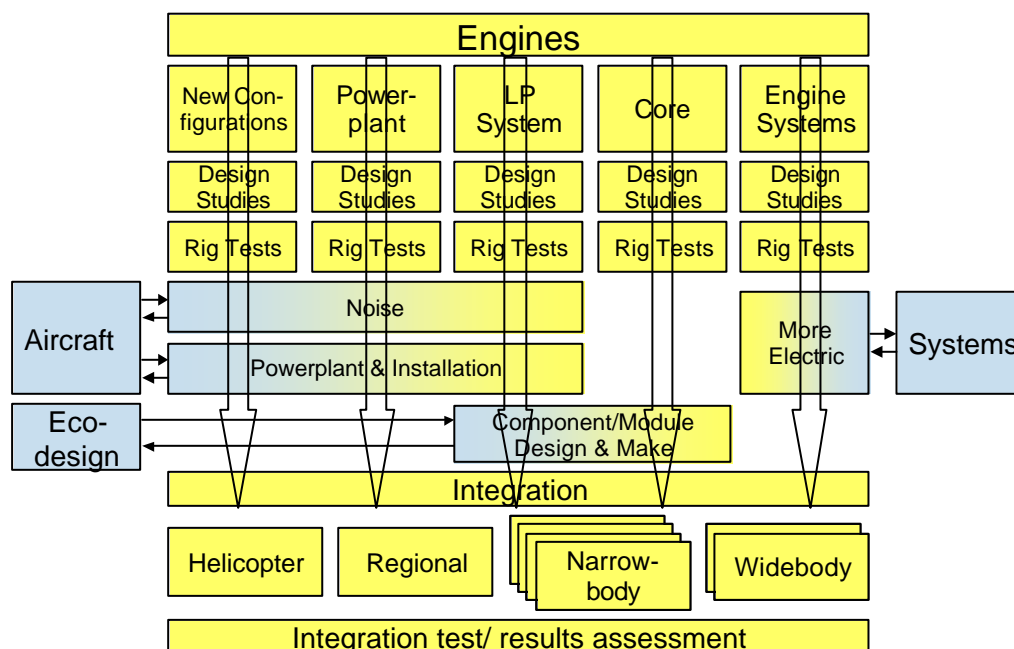 Engines
New Con-
figurations
Power-
plant
LP
System
Core
Engine
Systems
Design
Studies
Design
Studies
Design
Studies
Design
Studies
Design
Studies
Rig Tests
Rig Tests
Rig Tests
Rig Tests
Rig Tests
Aircraft
Noise
Powerplant & Installation
More
Electric
Systems
Eco-
design
Component/Module
Design & Make
Integration
Helicopter
Regional
Narrow-
body
Widebody
Integration test/ results assessment